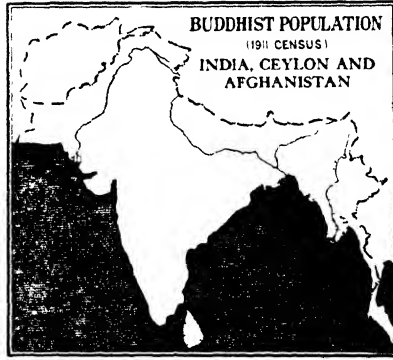 BUDDHIST POPULATION
(1911 CENSUS)
INDIA, CEYLON AND
AFGHANISTAN